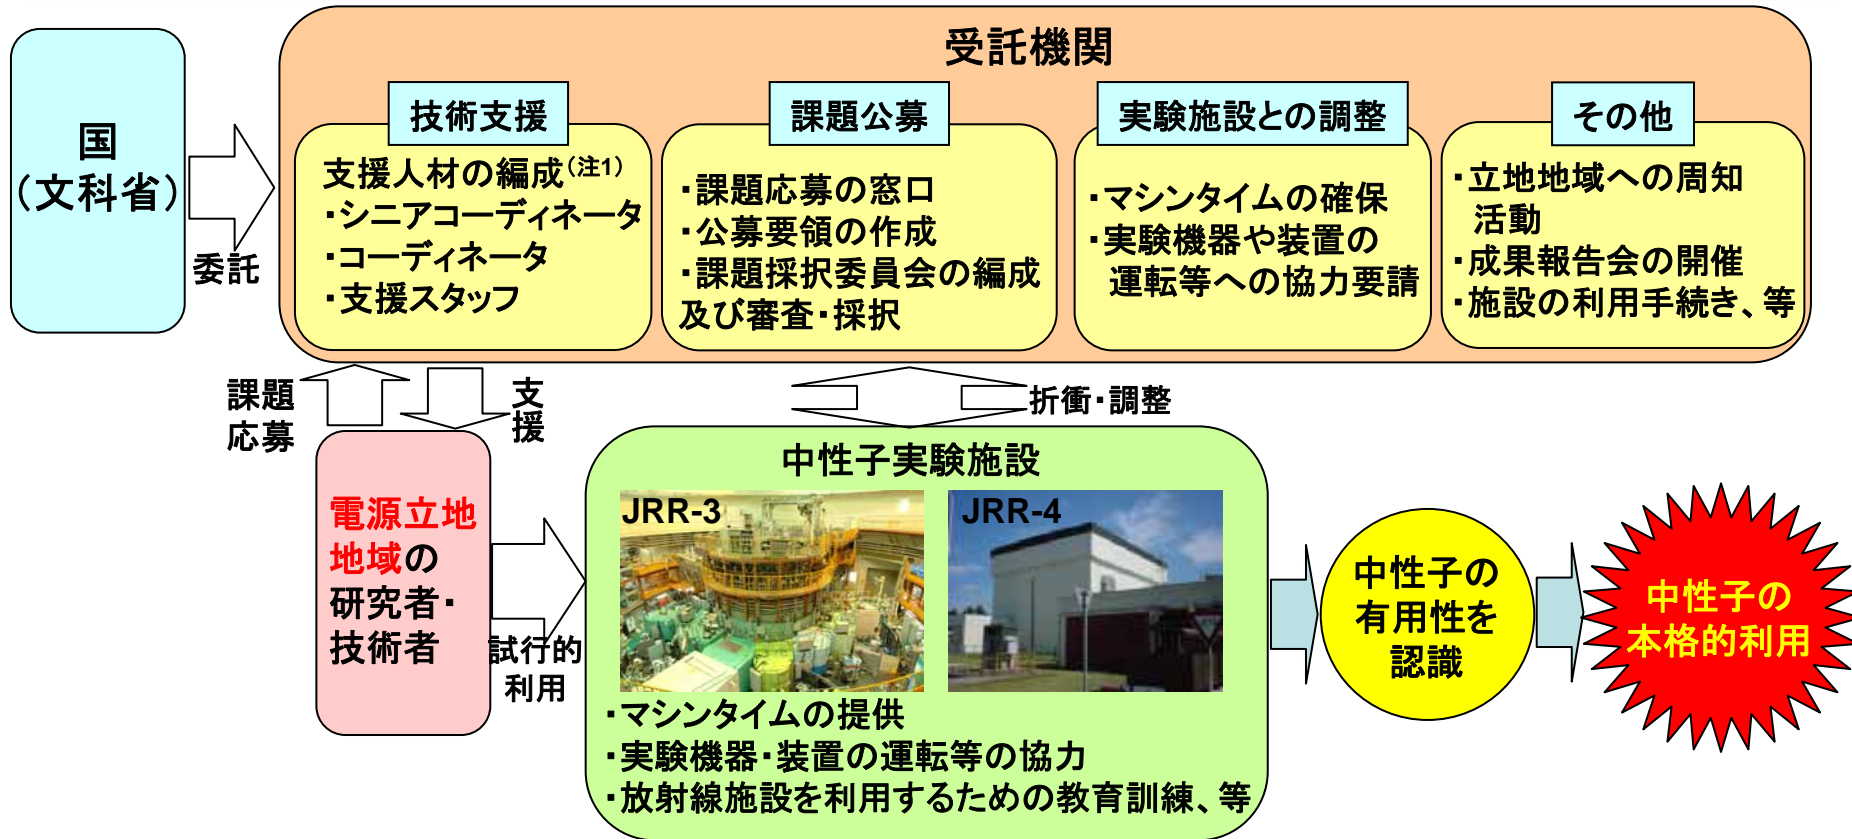 受託機関
国
（文科省）
委託
技術支援
支援人材の編成（注1）
・シニアコーディネータ
・コーディネータ
・支援スタッフ
課題公募
・課題応募の窓口
・公募要領の作成
・課題採択委員会の編成
及び審査・採択
実験施設との調整
・マシンタイムの確保
・実験機器や装置の
運転等への協力要請
その他
・立地地域への周知
活動
・成果報告会の開催
・施設の利用手続き、等
課題
応募
支
援
折衝・調整
電源立地
地域の
研究者・
技術者
試行的
利用
中性子実験施設
JRR-3
JRR-4
・マシンタイムの提供
・実験機器・装置の運転等の協力
・放射線施設を利用するための教育訓練、等
中性子の
有用性を
認識
中性子の
本格的利用